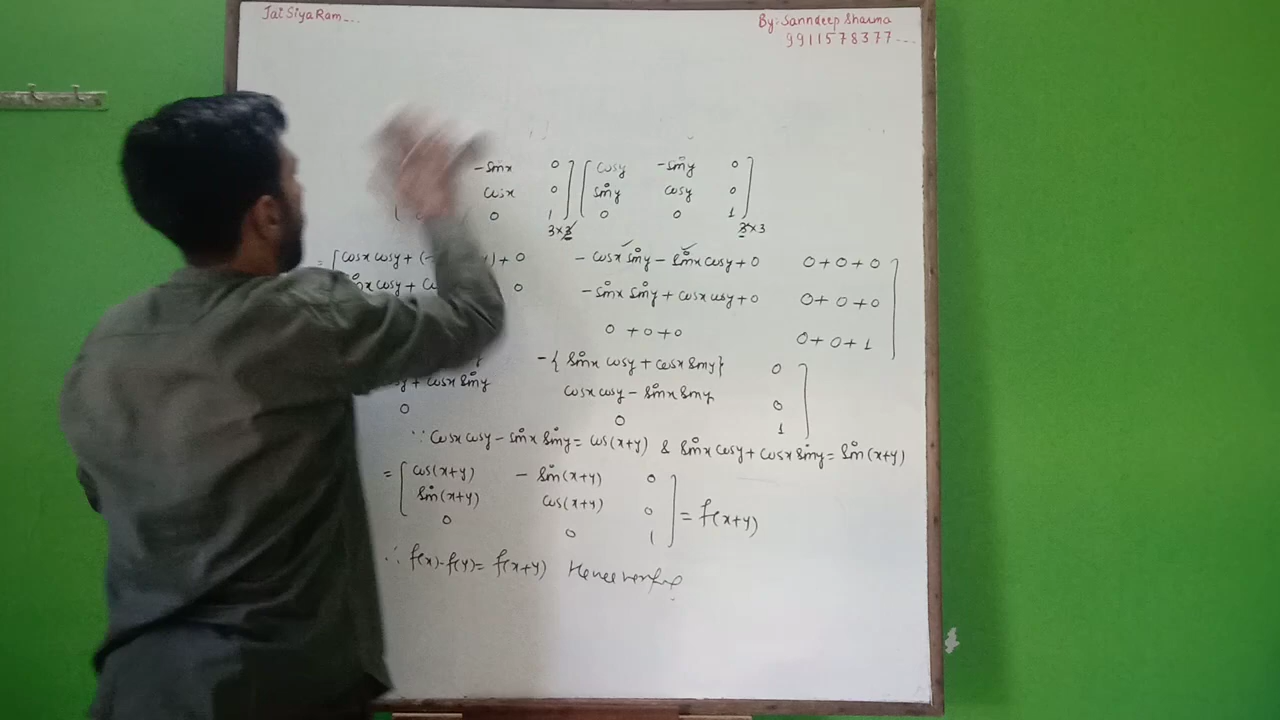 Jai Siya Ram...
By: Sanndeep Sharma
9911578377...
-sinx 0 ] [ cosy -siny 0
cosx 0 siny cosy 0
0 1 ] 0 0 1 ]
3×3 3×3
= [ cosx cosy + (- ) + 0 - cosx siny - sinx cosy + 0 0+0+0
sinx cosy + 0 - sinx siny + cosx cosy + 0 0+0+0
0+0+0 0+0+1 ]
-{ sinx cosy + cosx siny} 0
+ cosx siny cosx cosy - sinx siny 0
0 0 1 ]
∵ cosx cosy - sinx siny = cos(x+y) & sinx cosy + cosx siny = sin(x+y)
= [ cos(x+y) - sin(x+y) 0
sin(x+y) cos(x+y) 0 ] = f(x+y)
0 0 1
∴ f(x)·f(y) = f(x+y) Hence